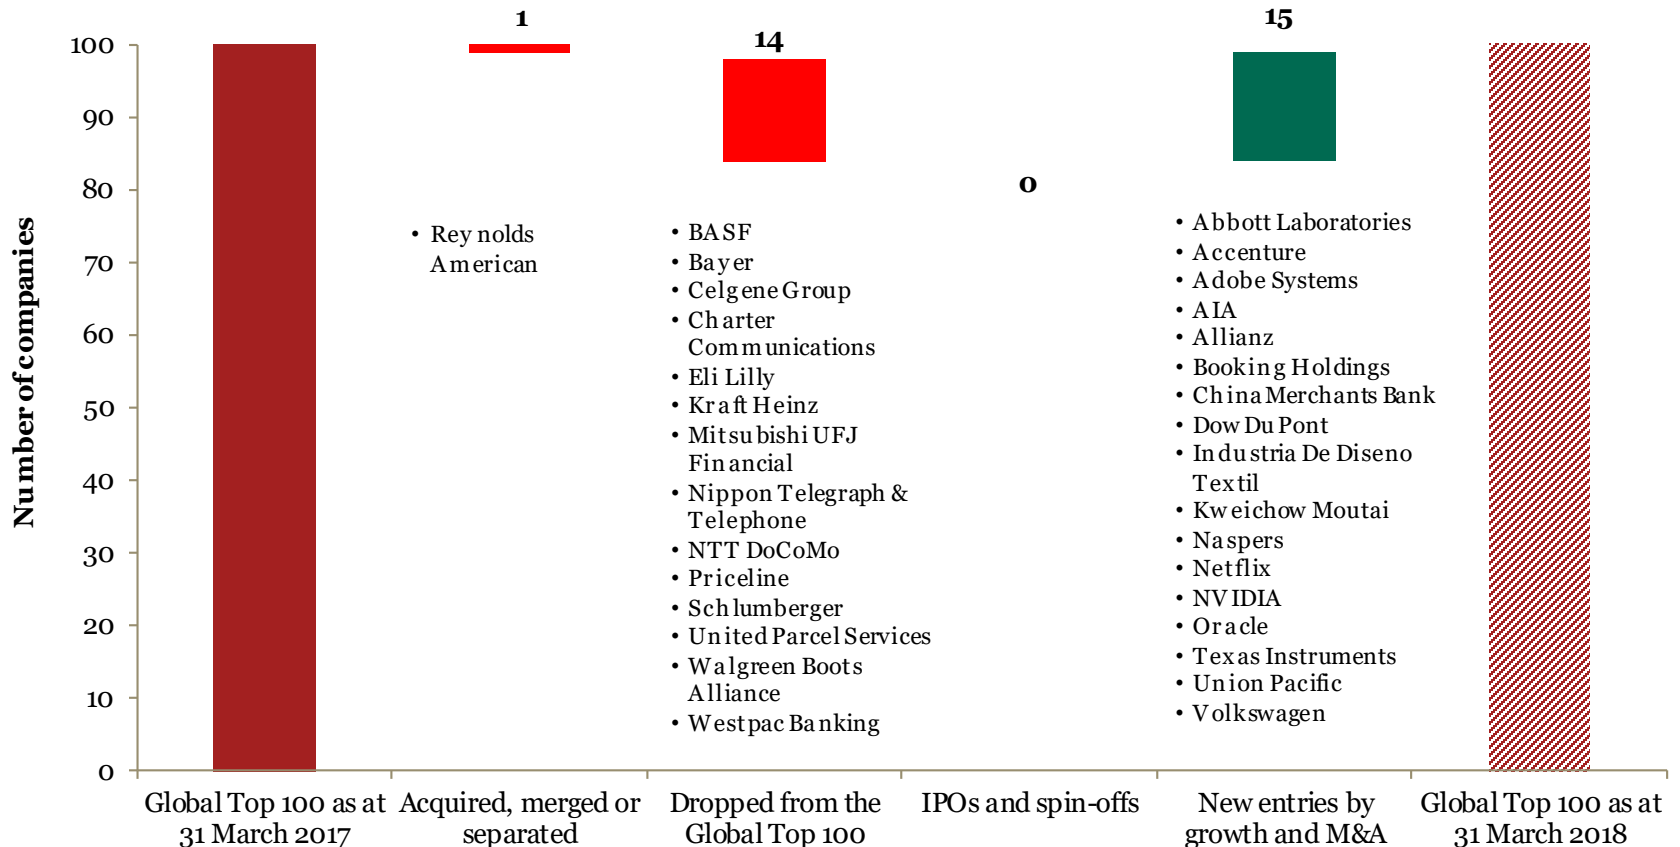 Number of companies
100
90
80
70
60
50
40
30
20
10
0
1
• Reynolds
American
14
• BASF
• Bayer
• Celgene Group
• Charter
Communications
• Eli Lilly
• Kraft Heinz
• Mitsubishi UFJ
Financial
• Nippon Telegraph &
Telephone
• NTT DoCoMo
• Priceline
• Schlumberger
• United Parcel Services
• Walgreen Boots
Alliance
• Westpac Banking
0
15
• Abbott Laboratories
• Accenture
• Adobe Systems
• AIA
• Allianz
• Booking Holdings
• China Merchants Bank
• Dow Du Pont
• Industria De Diseno
Textil
• Kweichow Moutai
• Naspers
• Netflix
• NVIDIA
• Oracle
• Texas Instruments
• Union Pacific
• Volkswagen
Global Top 100 as at
31 March 2017
Acquired, merged or
separated
Dropped from the
Global Top 100
IPOs and spin-offs
New entries by
growth and M&A
Global Top 100 as at
31 March 2018